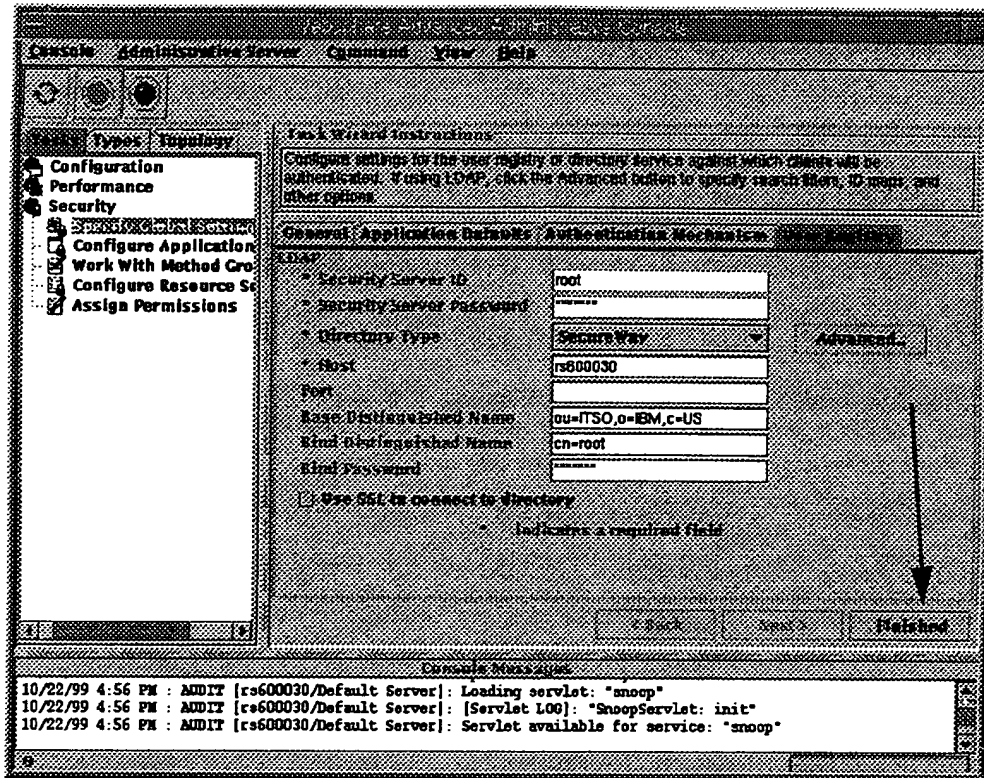 Console Administrative Server Command View Help
Tasks Types Topology
Configuration
Performance
Security
Specify Global Settings
Configure Application
Work With Method Gro
Configure Resource Se
Assign Permissions
Task Wizard Instructions
Configure settings for the user registry or directory service against which clients will be
authenticated. If using LDAP, click the Advanced button to specify search filters, ID maps, and
other options.
General Application Defaults Authentication Mechanism User Registry
LDAP
* Security Server ID root
* Security Server Password *******
* Directory Type SecureWay Advanced...
* Host rs600030
Port
Base Distinguished Name ou=ITSO,o=IBM,c=US
Bind Distinguished Name cn=root
Bind Password *******
Use SSL to connect to directory
* Indicates a required field
< Back Next > Finished
Console Messages
10/22/99 4:56 PM : AUDIT [rs600030/Default Server]: Loading servlet: "snoop"
10/22/99 4:56 PM : AUDIT [rs600030/Default Server]: [Servlet LOG]: "SnoopServlet: init"
10/22/99 4:56 PM : AUDIT [rs600030/Default Server]: Servlet available for service: "snoop"